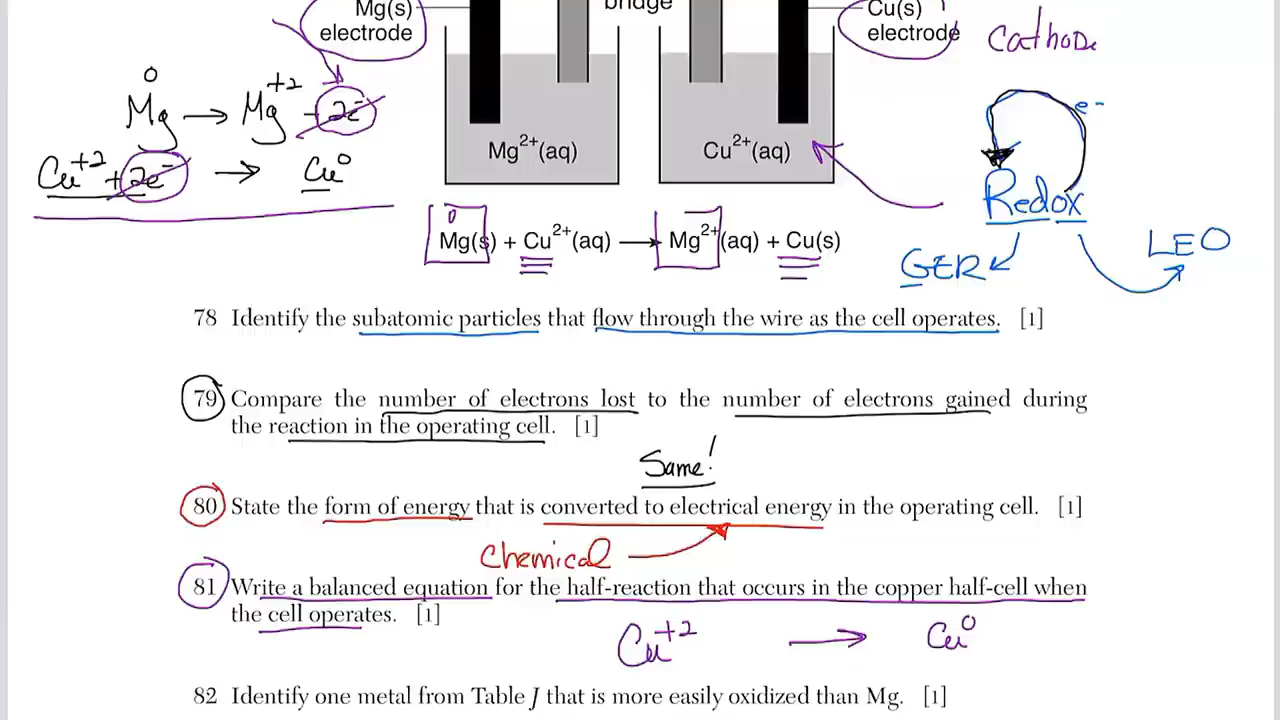 Mg(s)
electrode
bridge
Cu(s)
electrode
Cathode
Mg⁰ → Mg⁺² + 2e⁻
Cu⁺² + 2e⁻ → Cu⁰
Mg²⁺(aq)
Cu²⁺(aq)
e⁻
Redox
GER
LEO
0
Mg(s) + Cu²⁺(aq) → Mg²⁺(aq) + Cu(s)
78 Identify the subatomic particles that flow through the wire as the cell operates. [1]
79 Compare the number of electrons lost to the number of electrons gained during
the reaction in the operating cell. [1]
Same!
80 State the form of energy that is converted to electrical energy in the operating cell. [1]
Chemical
81 Write a balanced equation for the half-reaction that occurs in the copper half-cell when
the cell operates. [1]
Cu⁺² → Cu⁰
82 Identify one metal from Table J that is more easily oxidized than Mg. [1]